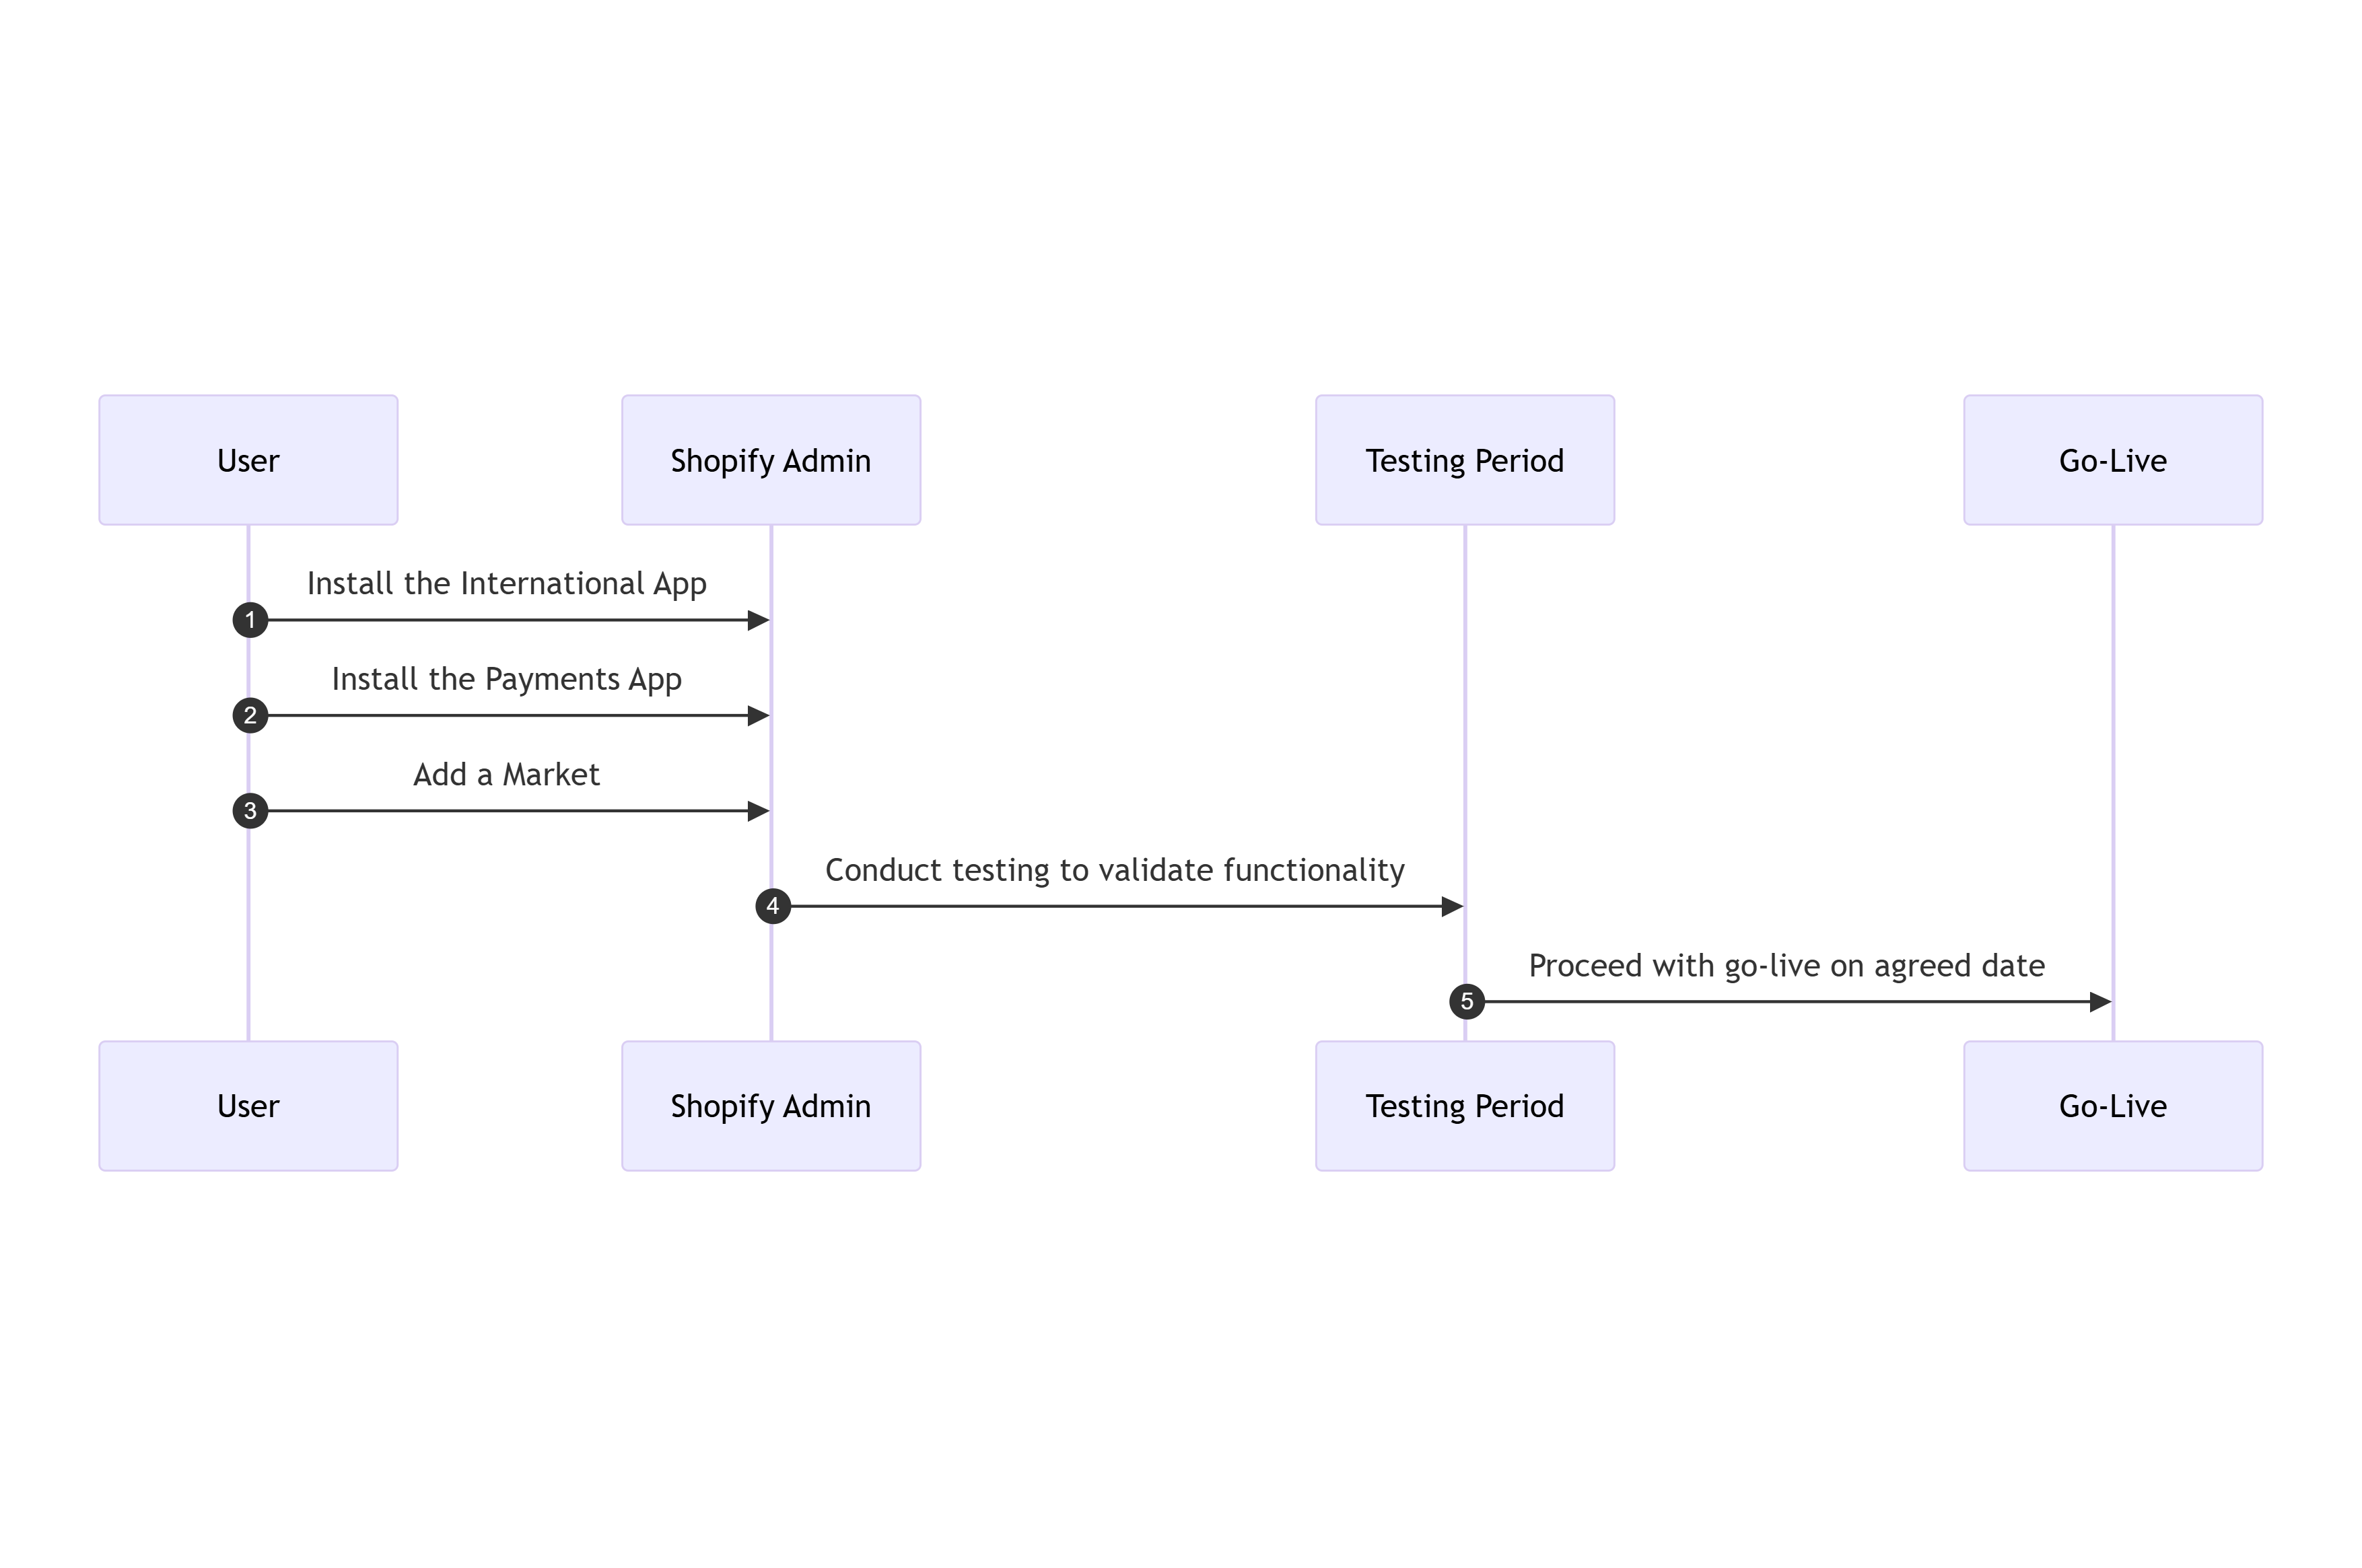 User
Shopify Admin
Testing Period
Go-Live
Install the International App
1
Install the Payments App
2
Add a Market
3
Conduct testing to validate functionality
4
Proceed with go-live on agreed date
5
User
Shopify Admin
Testing Period
Go-Live